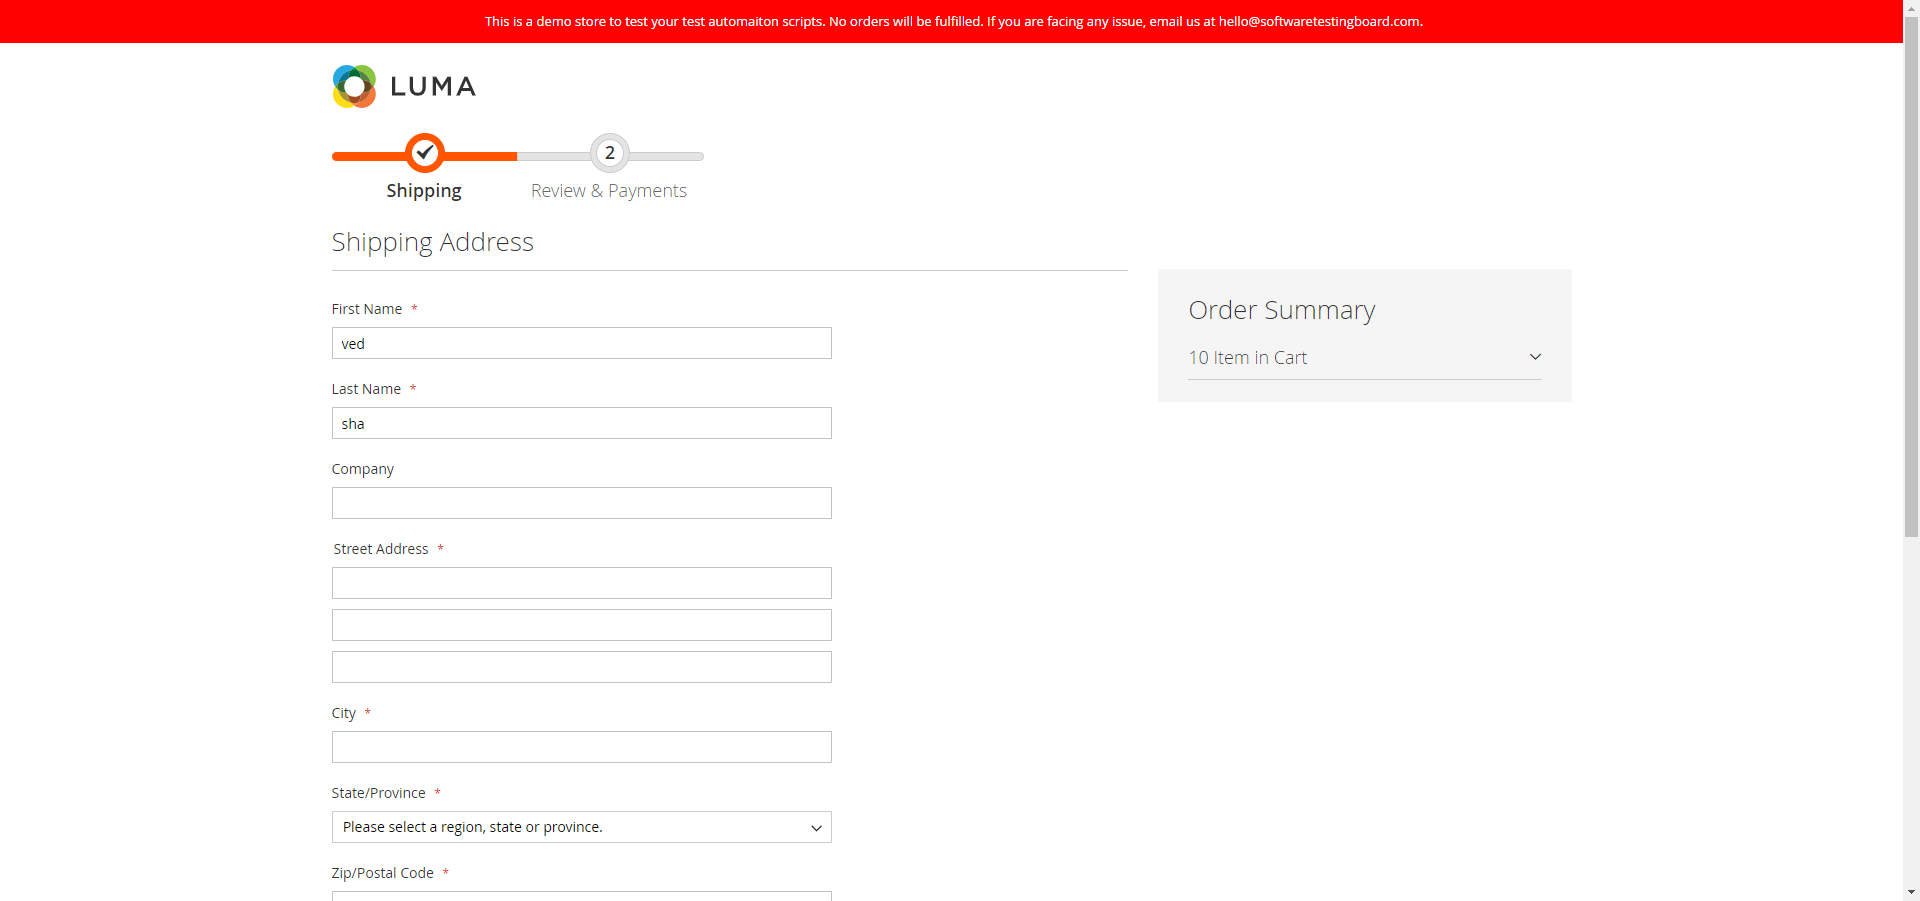 This is a demo store to test your test automaiton scripts. No orders will be fulfilled. If you are facing any issue, email us at hello@softwaretestingboard.com.
LUMA
2
Shipping
Review & Payments
Shipping Address
First Name *
ved
Last Name *
sha
Company
Street Address *
City *
State/Province *
Please select a region, state or province.
Zip/Postal Code *
Order Summary
10 Item in Cart